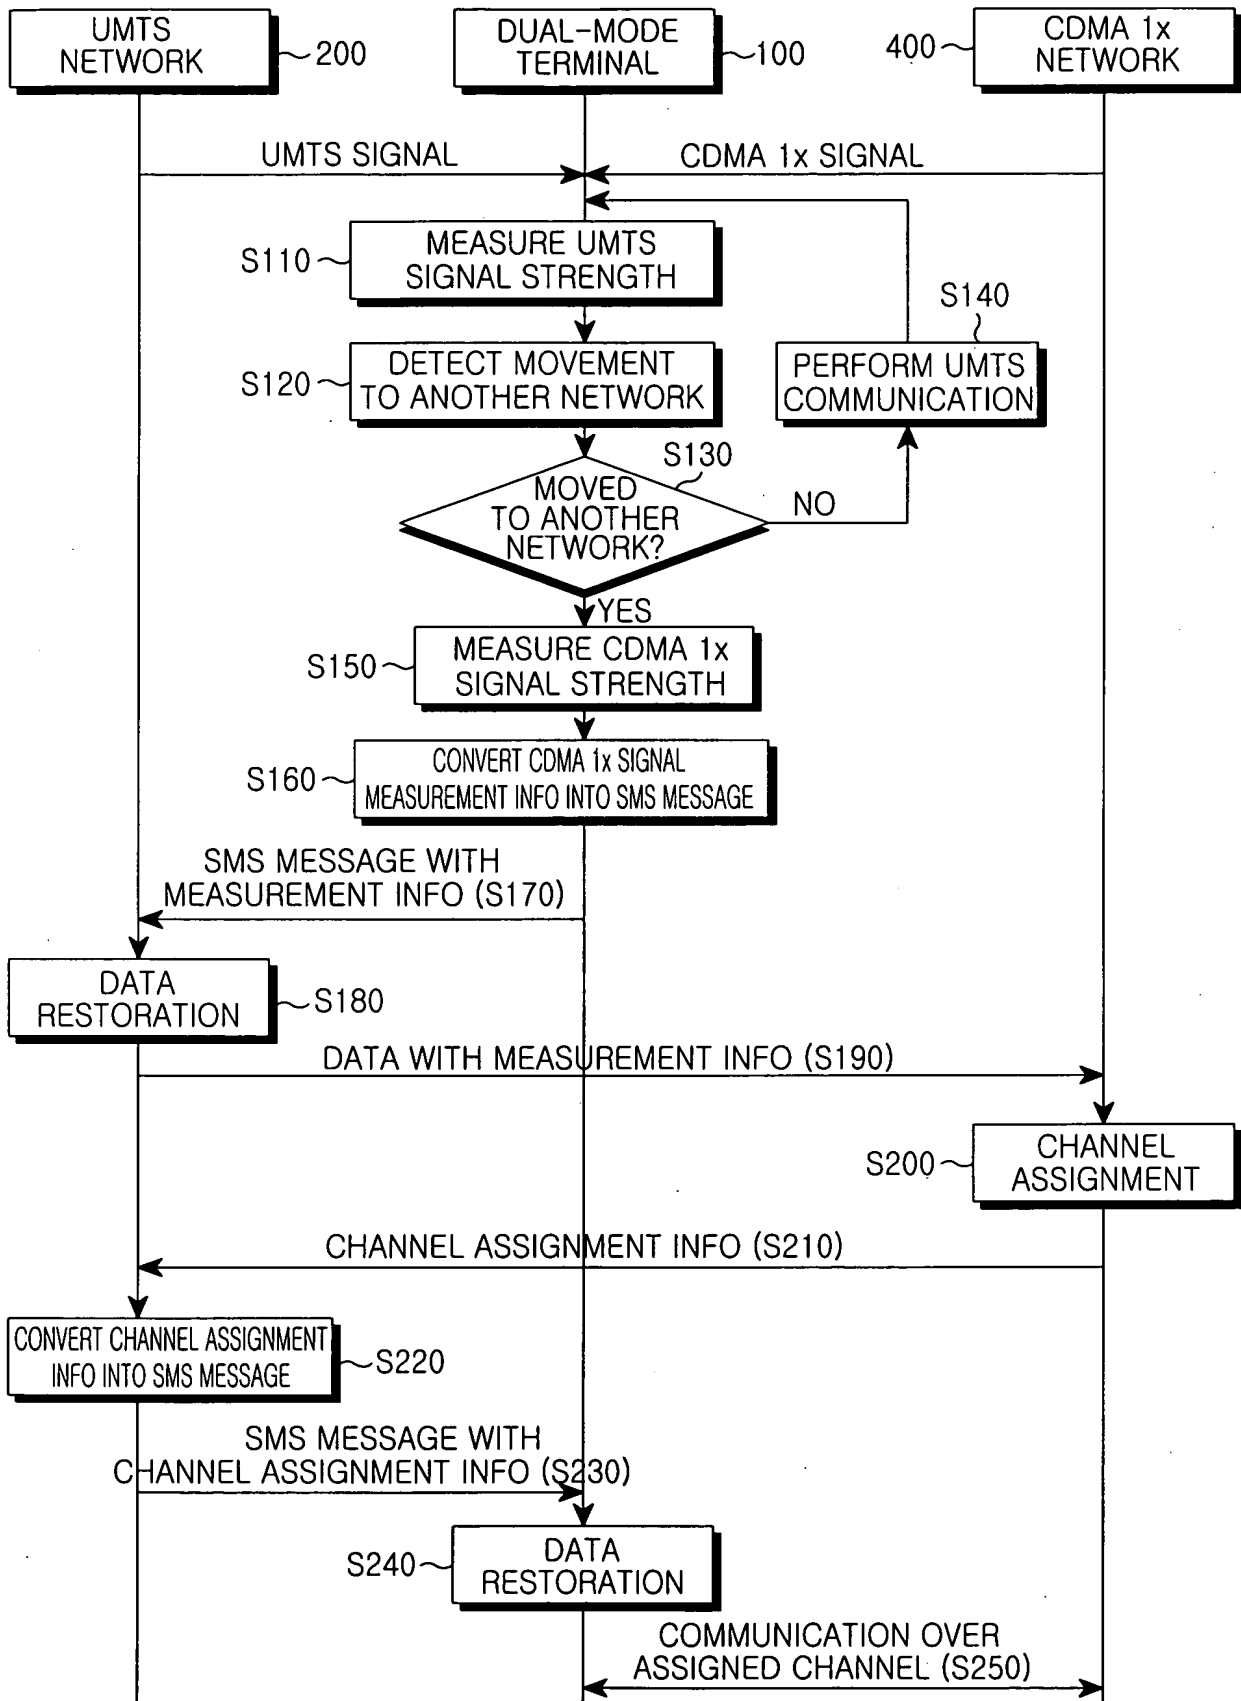 UMTS
NETWORK
200
DUAL-MODE
TERMINAL
100
400
CDMA 1x
NETWORK
UMTS SIGNAL
CDMA 1x SIGNAL
S110
MEASURE UMTS
SIGNAL STRENGTH
S140
S120
DETECT MOVEMENT
TO ANOTHER NETWORK
PERFORM UMTS
COMMUNICATION
S130
MOVED
TO ANOTHER
NETWORK?
NO
YES
S150
MEASURE CDMA 1x
SIGNAL STRENGTH
S160
CONVERT CDMA 1x SIGNAL
MEASUREMENT INFO INTO SMS MESSAGE
SMS MESSAGE WITH
MEASUREMENT INFO (S170)
DATA
RESTORATION
S180
DATA WITH MEASUREMENT INFO (S190)
S200
CHANNEL
ASSIGNMENT
CHANNEL ASSIGNMENT INFO (S210)
CONVERT CHANNEL ASSIGNMENT
INFO INTO SMS MESSAGE
S220
SMS MESSAGE WITH
CHANNEL ASSIGNMENT INFO (S230)
S240
DATA
RESTORATION
COMMUNICATION OVER
ASSIGNED CHANNEL (S250)